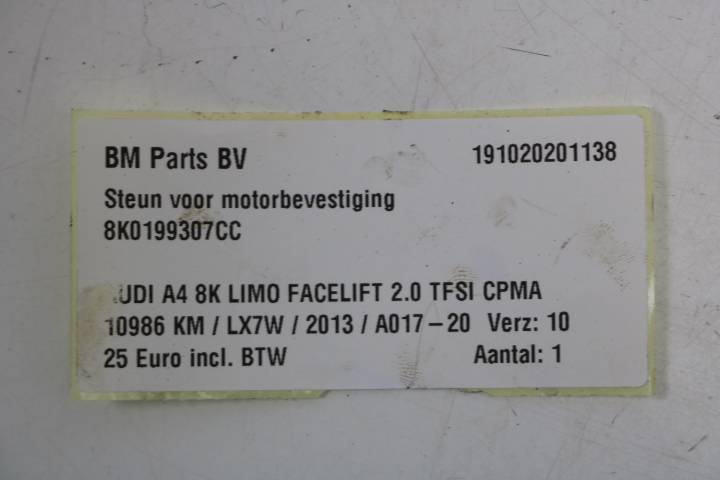 BM Parts BV 191020201138
Steun voor motorbevestiging
8K0199307CC
UDI A4 8K LIMO FACELIFT 2.0 TFSI CPMA
10986 KM / LX7W / 2013 / A017-20 Verz: 10
25 Euro incl. BTW Aantal: 1